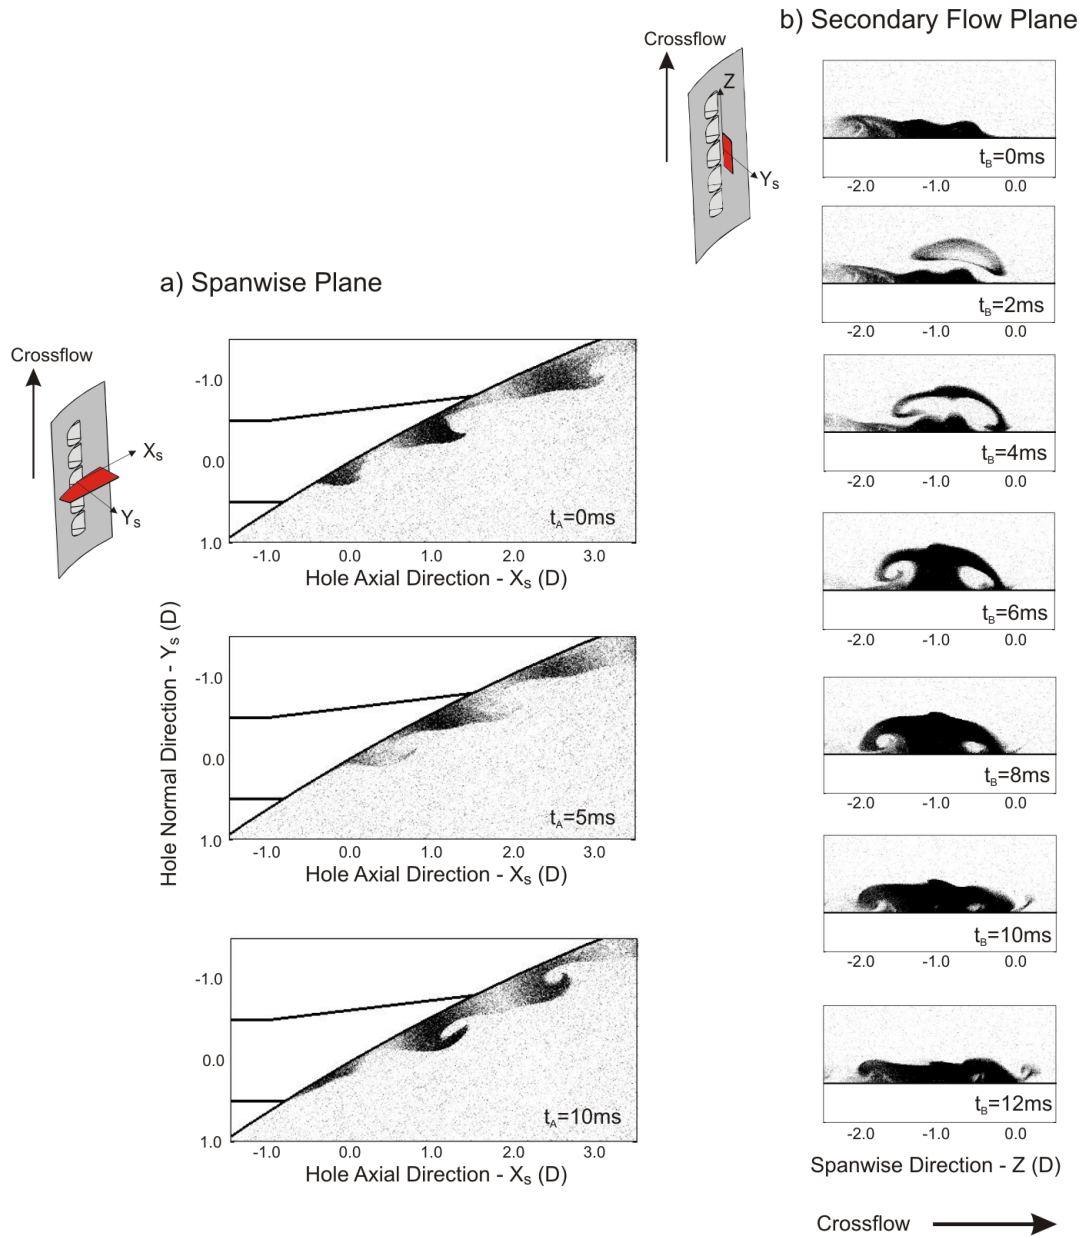 b) Secondary Flow Plane
Crossflow
Z
Y_s
t_B=0ms
-2.0 -1.0 0.0
t_B=2ms
-2.0 -1.0 0.0
t_B=4ms
-2.0 -1.0 0.0
t_B=6ms
-2.0 -1.0 0.0
t_B=8ms
-2.0 -1.0 0.0
t_B=10ms
-2.0 -1.0 0.0
t_B=12ms
-2.0 -1.0 0.0
Spanwise Direction - Z (D)
Crossflow
a) Spanwise Plane
Crossflow
X_s
Y_s
Hole Normal Direction - Y_s (D)
-1.0
0.0
1.0
t_A=0ms
-1.0 0.0 1.0 2.0 3.0
Hole Axial Direction - X_s (D)
-1.0
0.0
1.0
t_A=5ms
-1.0 0.0 1.0 2.0 3.0
Hole Axial Direction - X_s (D)
-1.0
0.0
1.0
t_A=10ms
-1.0 0.0 1.0 2.0 3.0
Hole Axial Direction - X_s (D)